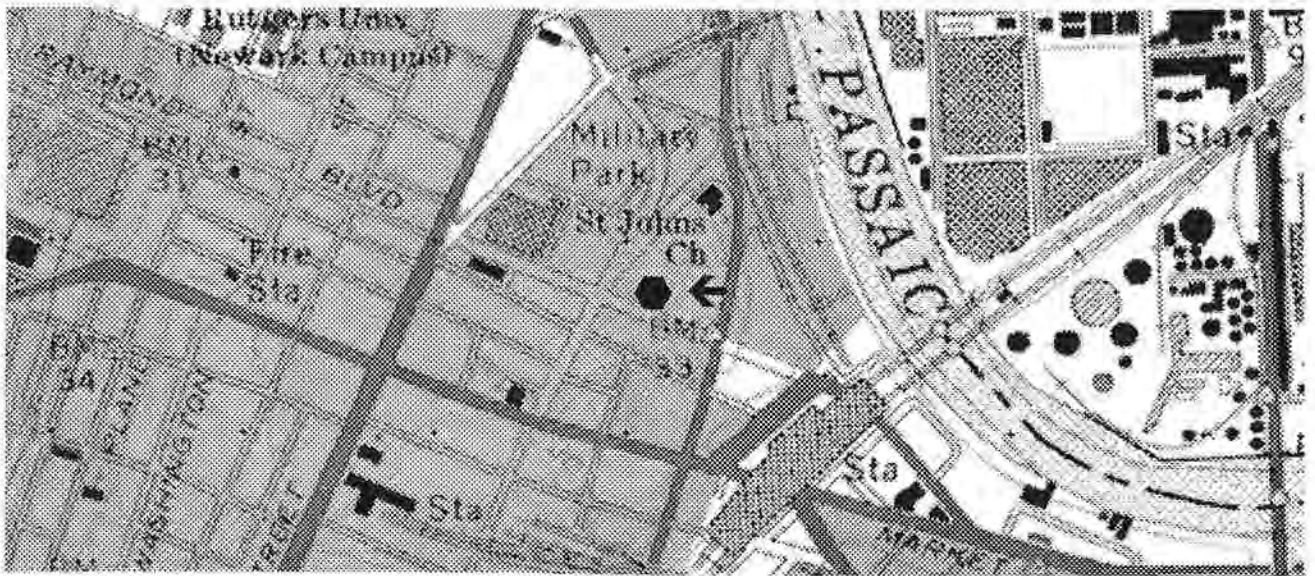 Rutgers Univ
(Newark Campus)
RAYMOND
BLVD
BM
31
Military
Park
St Johns
Ch
Fire
Sta
BM
33
BM
34
PLANE
WASHINGTON
Sta
PASSAIC
Sta
Sta
MARKET